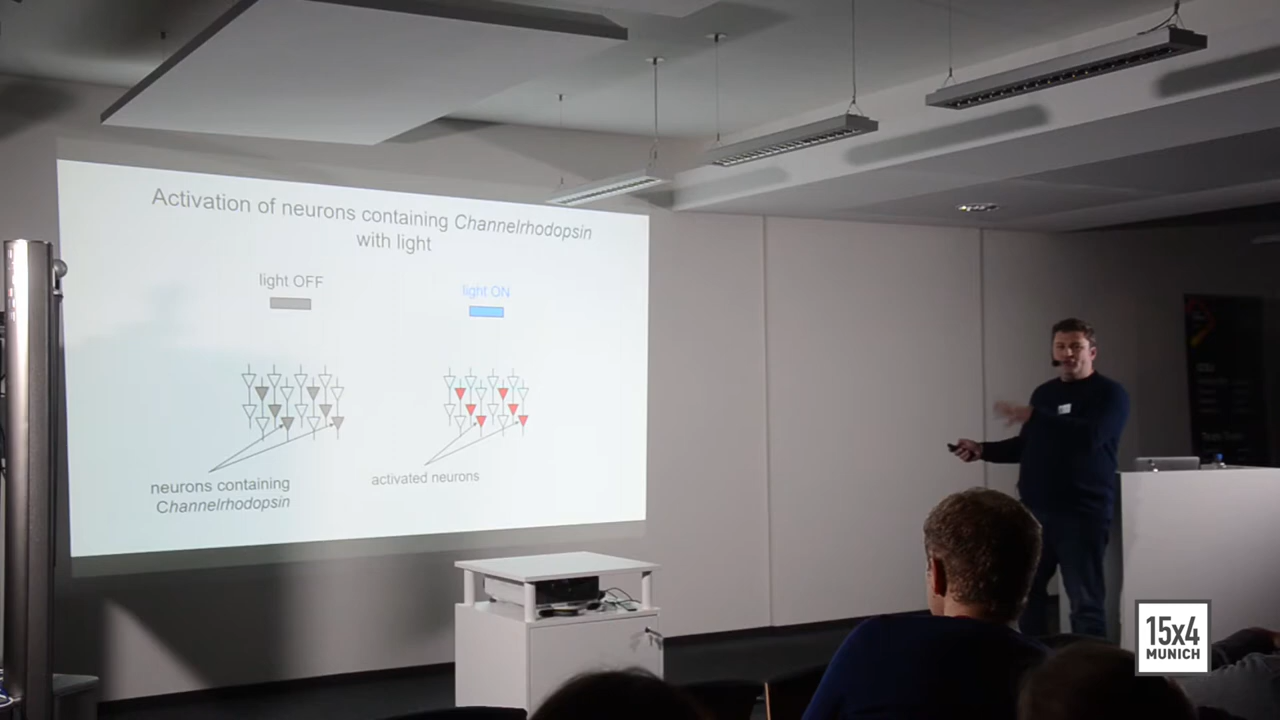 Activation of neurons containing Channelrhodopsin
with light
light OFF
light ON
neurons containing
Channelrhodopsin
activated neurons
15x4
MUNICH